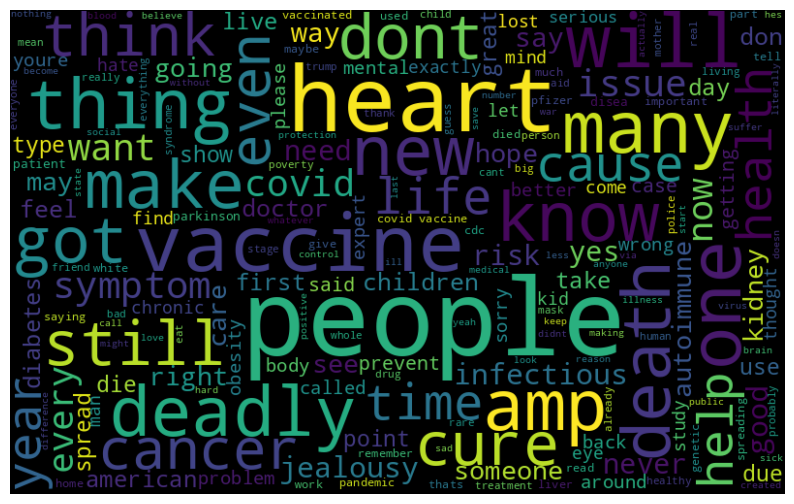 nothing
blood
believe
vaccinated
used
child
hes
part
mean
think
live
way
dont
great
lost
serious
say
will
don
actually
mother
real
tell
youre
hate
going
mental
exactly
mind
much
trump
maybe
become
really
everything
without
please
even
thing
heart
issue
day
living
pfizer
aid
disea
important
literally
everyone
social
number
thank
guess
save
war
let
many
suffer
type
want
syndrome
show
need
new
hope
died
person
cant
big
cause
health
patient
protection
poverty
better
come
case
getting
may
make
covid
life
know
now
feel
doctor
last
state
find
parkinson
whatever
expert
police
start
doesn
got
vaccine
covid vaccine
cdc
risk
yes
wrong
less
via
anyone
friend
white
stage
give
control
ill
medical
symptom
care
first
said
children
take
death
autoimmune
one
kidney
thought
saying
chronic
diabetes
bad
call
love
eat
obesity
positive
whole
yeah
sorry
kid
mask
keep
didnt
making
illness
virus
human
brain
might
still
people
body
see
prevent
look
reason
infectious
use
year
every
die
right
called
drug
time
amp
already
rare
help
good
public
probably
difference
man
spread
deadly
hard
remember
point
cure
sad
back
eye
study
genetic
spreading
never
cancer
jealousy
someone
read
sick
healthy
due
home
american
problem
work
pandemic
thats
treatment
liver
around
created